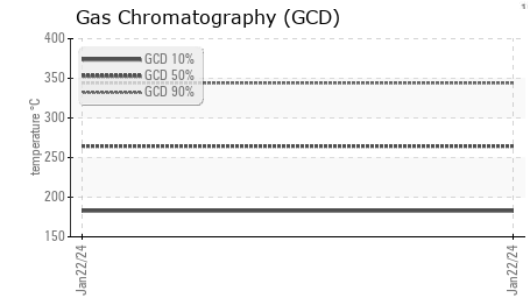 Gas Chromatography (GCD)
400
350
300
250
200
150
temperature °C
GCD 10%
GCD 50%
GCD 90%
Jan22/24
Jan22/24